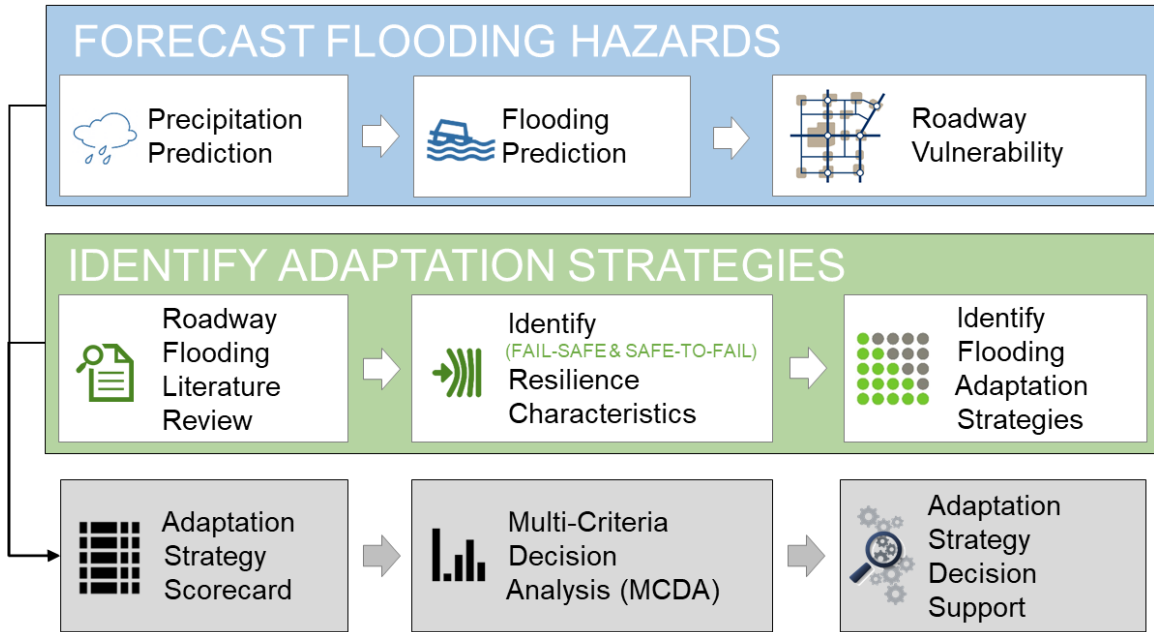 FORECAST FLOODING HAZARDS
Precipitation
Prediction
Flooding
Prediction
Roadway
Vulnerability
IDENTIFY ADAPTATION STRATEGIES
Roadway
Flooding
Literature
Review
Identify
(FAIL-SAFE & SAFE-TO-FAIL)
Resilience
Characteristics
Identify
Flooding
Adaptation
Strategies
Adaptation
Strategy
Scorecard
Multi-Criteria
Decision
Analysis (MCDA)
Adaptation
Strategy
Decision
Support